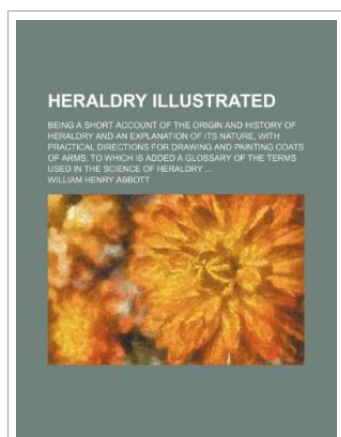 HERALDRY ILLUSTRATED
BEING A SHORT ACCOUNT OF THE ORIGIN AND HISTORY OF
HERALDRY AND AN EXPLANATION OF ITS NATURE, WITH
PRACTICAL DIRECTIONS FOR DRAWING AND PAINTING COATS
OF ARMS, TO WHICH IS ADDED A GLOSSARY OF THE TERMS
USED IN THE SCIENCE OF HERALDRY ...
WILLIAM HENRY ABBOTT